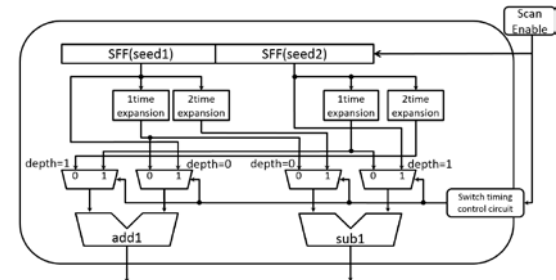 Scan
Enable
SFF(seed1) SFF(seed2)
1time
expansion
2time
expansion
1time
expansion
2time
expansion
depth=1 0 1 0 1 depth=0 depth=0 0 1 0 1 depth=1
Switch timing
control circuit
add1 sub1